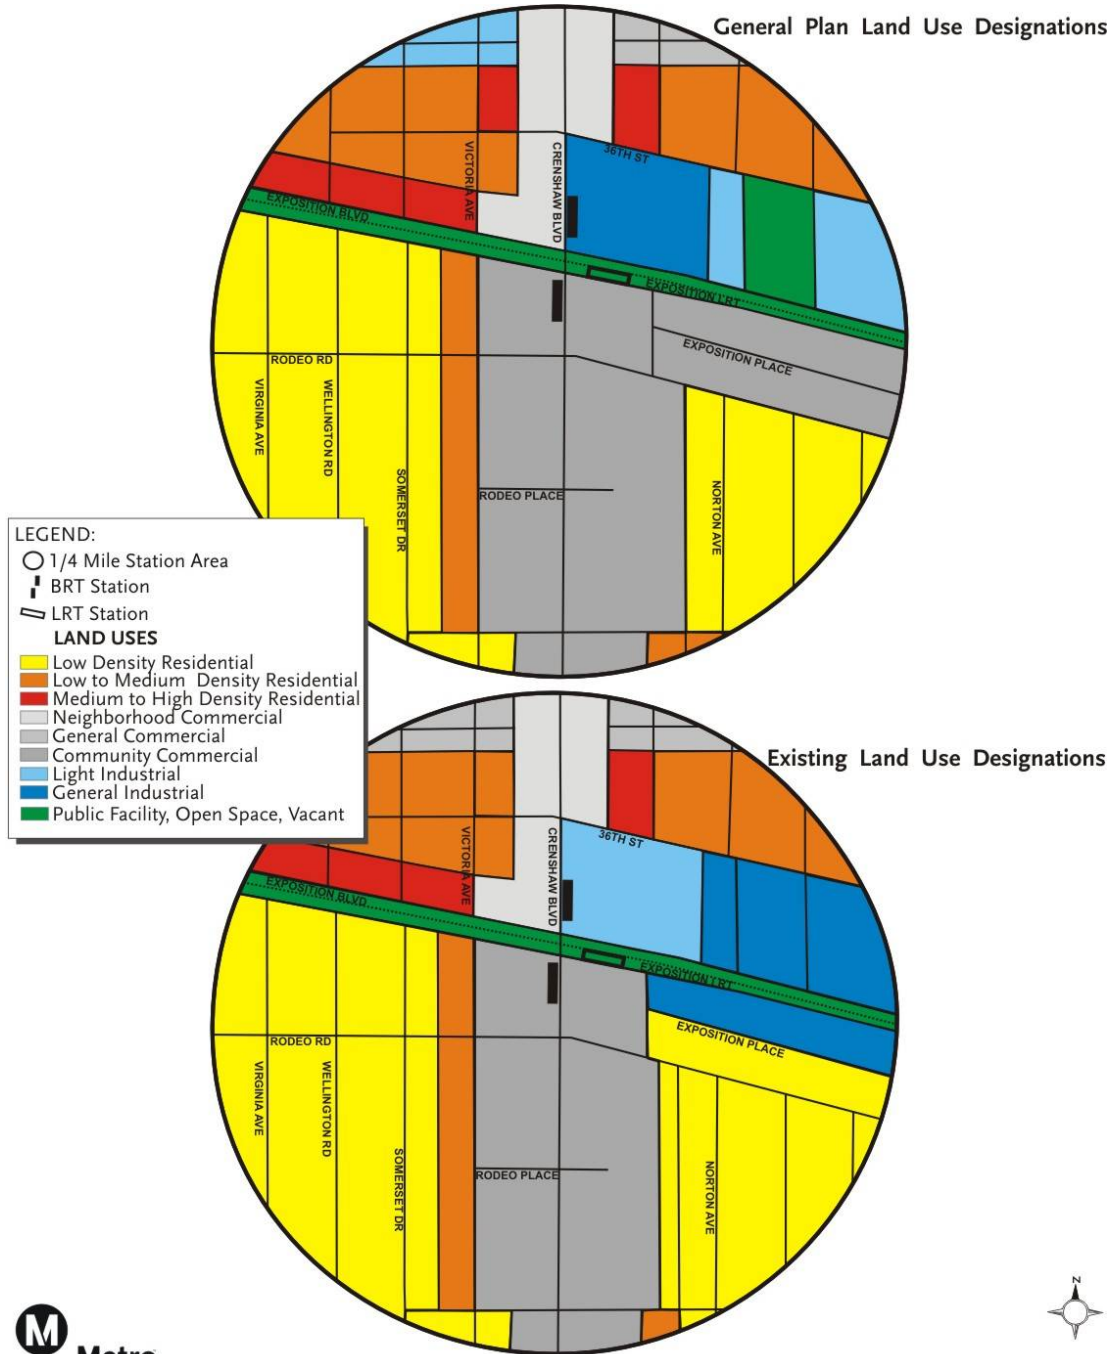 General Plan Land Use Designations
36TH ST
VICTORIA AVE
CRENSHAW BLVD
EXPOSITION BLVD
EXPOSITION LRT
EXPOSITION PLACE
RODEO RD
VIRGINIA AVE
WELLINGTON RD
SOMERSET DR
RODEO PLACE
NORTON AVE
LEGEND:
1/4 Mile Station Area
BRT Station
LRT Station
LAND USES
Low Density Residential
Low to Medium Density Residential
Medium to High Density Residential
Neighborhood Commercial
General Commercial
Community Commercial
Light Industrial
General Industrial
Public Facility, Open Space, Vacant
Existing Land Use Designations
36TH ST
VICTORIA AVE
CRENSHAW BLVD
EXPOSITION BLVD
EXPOSITION LRT
EXPOSITION PLACE
RODEO RD
VIRGINIA AVE
WELLINGTON RD
SOMERSET DR
RODEO PLACE
NORTON AVE
N
M
Metro